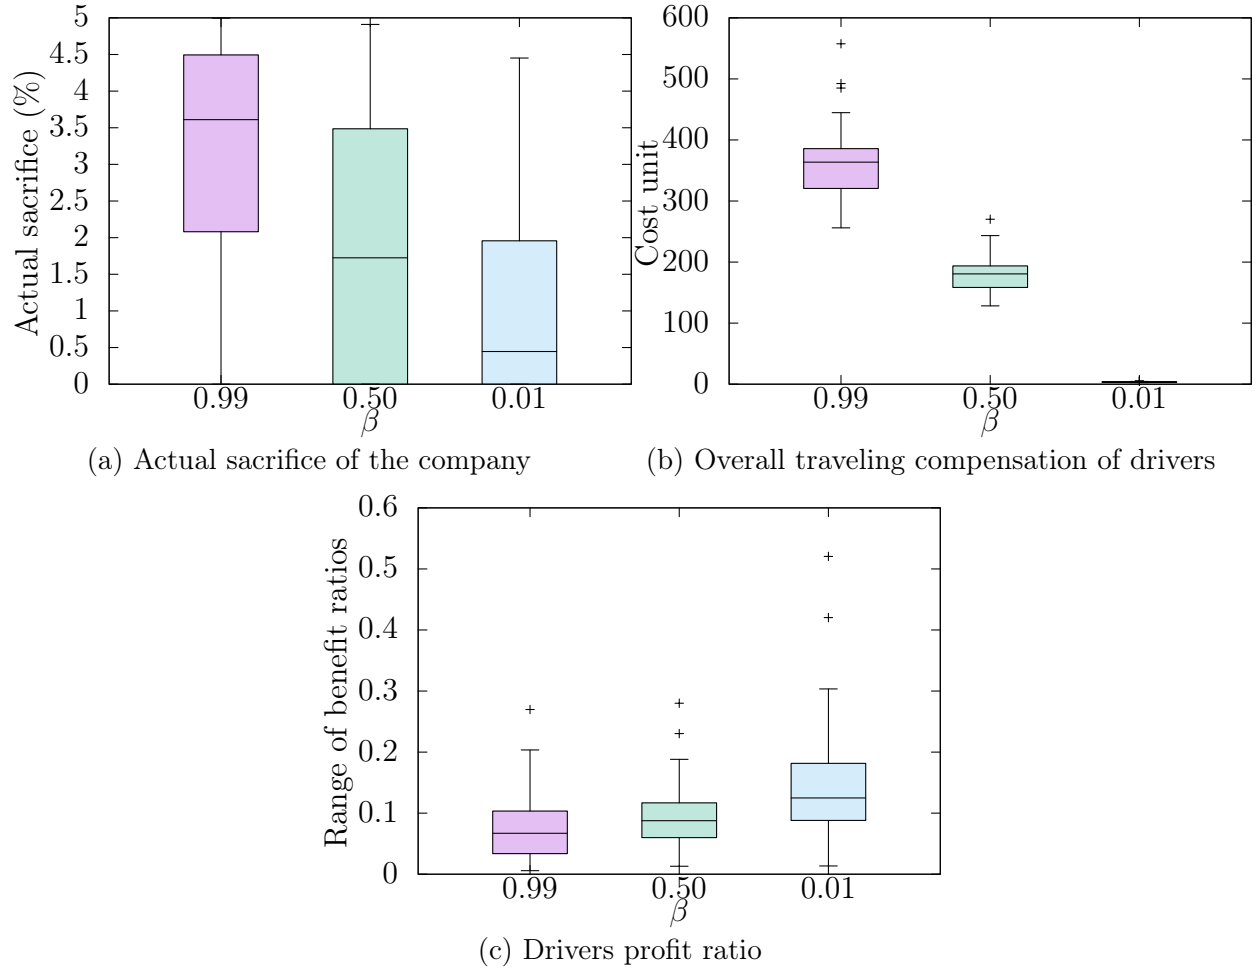 5
4.5
4
3.5
3
2.5
2
1.5
1
0.5
0
Actual sacrifice (%)
0.99 0.50 0.01
β
(a) Actual sacrifice of the company
600
500
400
300
200
100
0
Cost unit
0.99 0.50 0.01
β
(b) Overall traveling compensation of drivers
0.6
0.5
0.4
0.3
0.2
0.1
0
Range of benefit ratios
0.99 0.50 0.01
β
(c) Drivers profit ratio